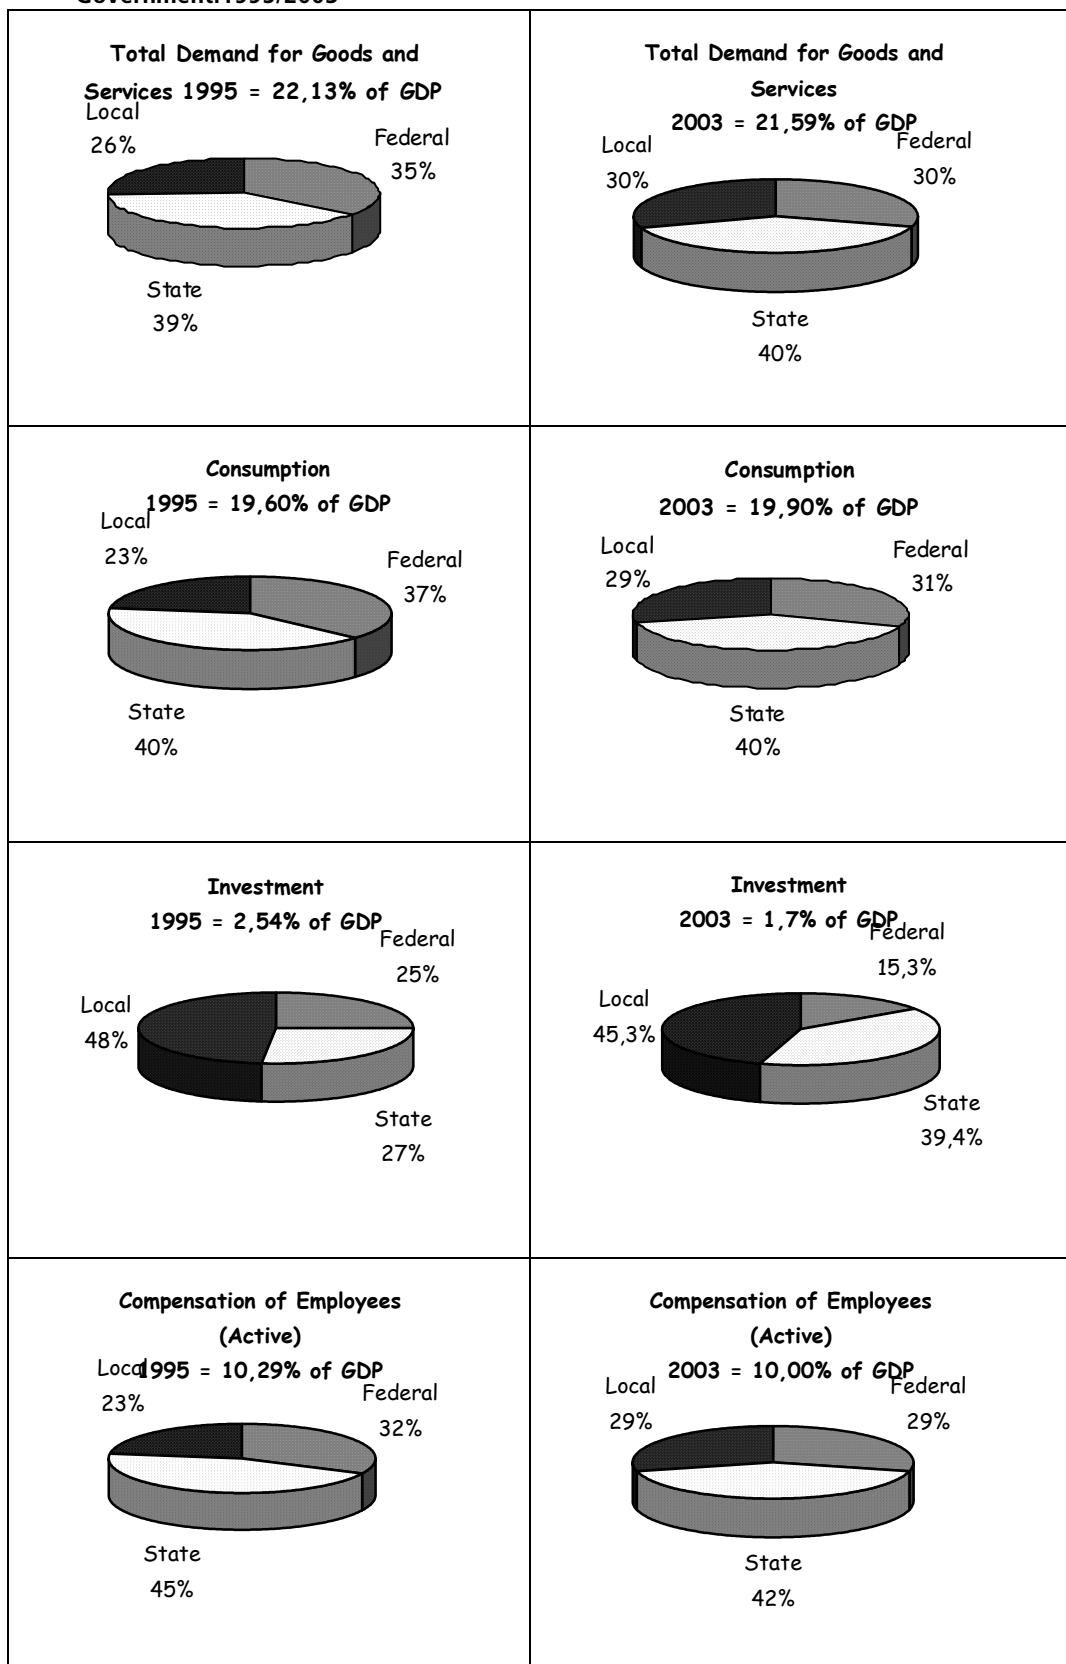 Government:1995/2003
Total Demand for Goods and
Services 1995 = 22,13% of GDP
Local
26%
Federal
35%
State
39%
Total Demand for Goods and
Services
2003 = 21,59% of GDP
Local
30%
Federal
30%
State
40%
Consumption
1995 = 19,60% of GDP
Local
23%
Federal
37%
State
40%
Consumption
2003 = 19,90% of GDP
Local
29%
Federal
31%
State
40%
Investment
1995 = 2,54% of GDP
Federal
25%
Local
48%
State
27%
Investment
2003 = 1,7% of GDP
Federal
15,3%
Local
45,3%
State
39,4%
Compensation of Employees
(Active)
1995 = 10,29% of GDP
Local
23%
Federal
32%
State
45%
Compensation of Employees
(Active)
2003 = 10,00% of GDP
Local
29%
Federal
29%
State
42%